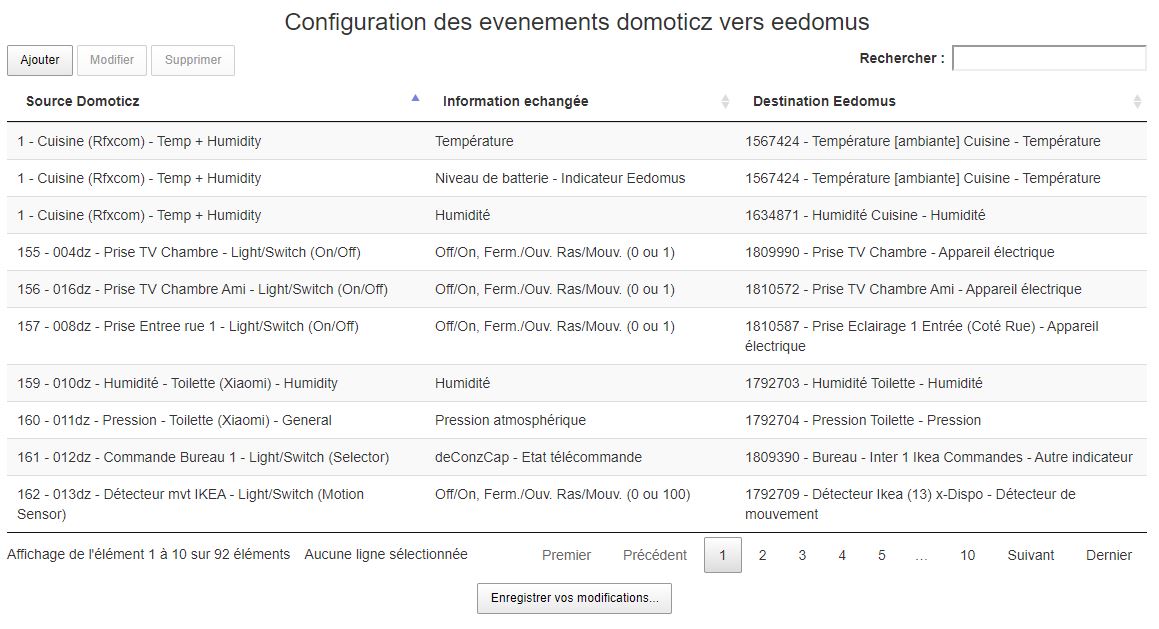 Configuration des evenements domoticz vers eedomus
Ajouter Modifier Supprimer Rechercher :
Source Domoticz Information echangée Destination Eedomus
1 - Cuisine (Rfxcom) - Temp + Humidity Température 1567424 - Température [ambiante] Cuisine - Température
1 - Cuisine (Rfxcom) - Temp + Humidity Niveau de batterie - Indicateur Eedomus 1567424 - Température [ambiante] Cuisine - Température
1 - Cuisine (Rfxcom) - Temp + Humidity Humidité 1634871 - Humidité Cuisine - Humidité
155 - 004dz - Prise TV Chambre - Light/Switch (On/Off) Off/On, Ferm./Ouv. Ras/Mouv. (0 ou 1) 1809990 - Prise TV Chambre - Appareil électrique
156 - 016dz - Prise TV Chambre Ami - Light/Switch (On/Off) Off/On, Ferm./Ouv. Ras/Mouv. (0 ou 1) 1810572 - Prise TV Chambre Ami - Appareil électrique
157 - 008dz - Prise Entree rue 1 - Light/Switch (On/Off) Off/On, Ferm./Ouv. Ras/Mouv. (0 ou 1) 1810587 - Prise Eclairage 1 Entrée (Coté Rue) - Appareil
électrique
159 - 010dz - Humidité - Toilette (Xiaomi) - Humidity Humidité 1792703 - Humidité Toilette - Humidité
160 - 011dz - Pression - Toilette (Xiaomi) - General Pression atmosphérique 1792704 - Pression Toilette - Pression
161 - 012dz - Commande Bureau 1 - Light/Switch (Selector) deConzCap - Etat télécommande 1809390 - Bureau - Inter 1 Ikea Commandes - Autre indicateur
162 - 013dz - Détecteur mvt IKEA - Light/Switch (Motion Off/On, Ferm./Ouv. Ras/Mouv. (0 ou 100) 1792709 - Détecteur Ikea (13) x-Dispo - Détecteur de
Sensor) mouvement
Affichage de l'élément 1 à 10 sur 92 éléments Aucune ligne sélectionnée Premier Précédent 1 2 3 4 5 … 10 Suivant Dernier
Enregistrer vos modifications...